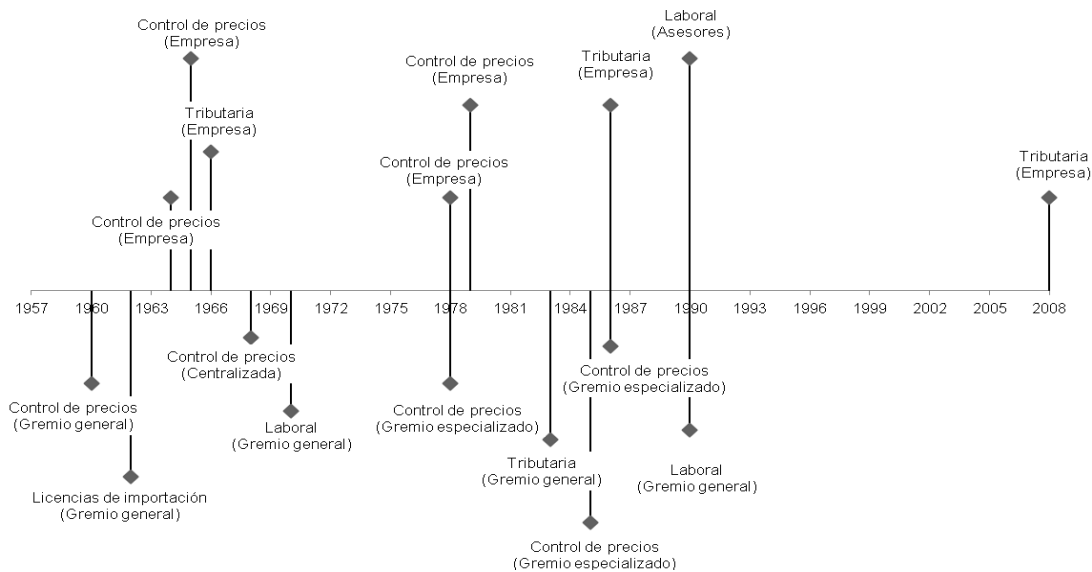 Laboral
(Asesores)
Control de precios
(Empresa)
Control de precios
(Empresa)
Tributaria
(Empresa)
Tributaria
(Empresa)
Control de precios
(Empresa)
Tributaria
(Empresa)
Control de precios
(Empresa)
1957 1960 1963 1966 1969 1972 1975 1978 1981 1984 1987 1990 1993 1996 1999 2002 2005 2008
Control de precios
(Centralizada)
Control de precios
(Gremio especializado)
Control de precios
(Gremio general)
Control de precios
(Gremio especializado)
Laboral
(Gremio general)
Tributaria
(Gremio general)
Laboral
(Gremio general)
Licencias de importación
(Gremio general)
Control de precios
(Gremio especializado)